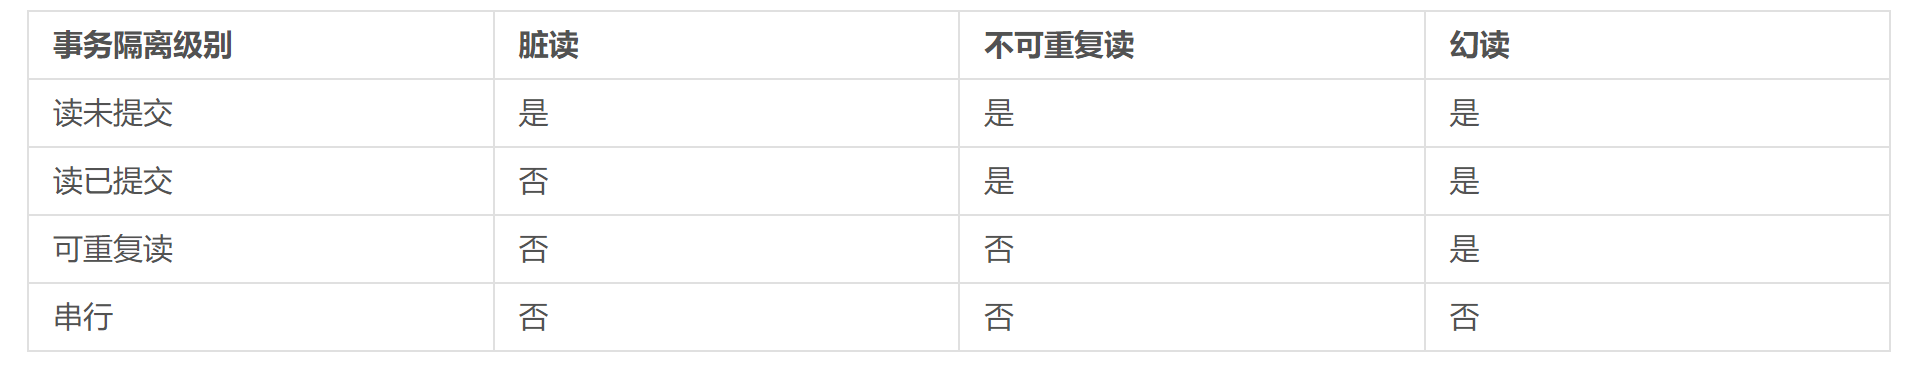 事务隔离级别 脏读 不可重复读 幻读
读未提交 是 是 是
读已提交 否 是 是
可重复读 否 否 是
串行 否 否 否